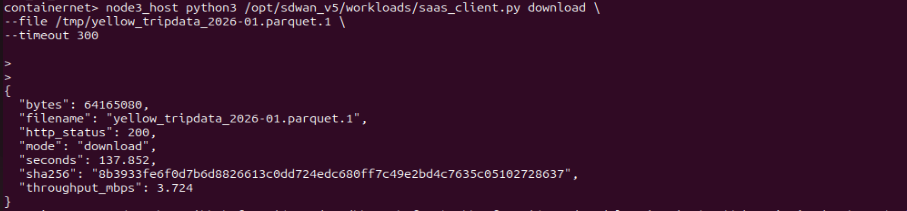 containernet> node3_host python3 /opt/sdwan_v5/workloads/saas_client.py download \
--file /tmp/yellow_tripdata_2026-01.parquet.1 \
--timeout 300
>
>
{
  "bytes": 64165080,
  "filename": "yellow_tripdata_2026-01.parquet.1",
  "http_status": 200,
  "mode": "download",
  "seconds": 137.852,
  "sha256": "8b3933fe6f0d7b6d8826613c0dd724edc680ff7c49e2bd4c7635c05102728637",
  "throughput_mbps": 3.724
}